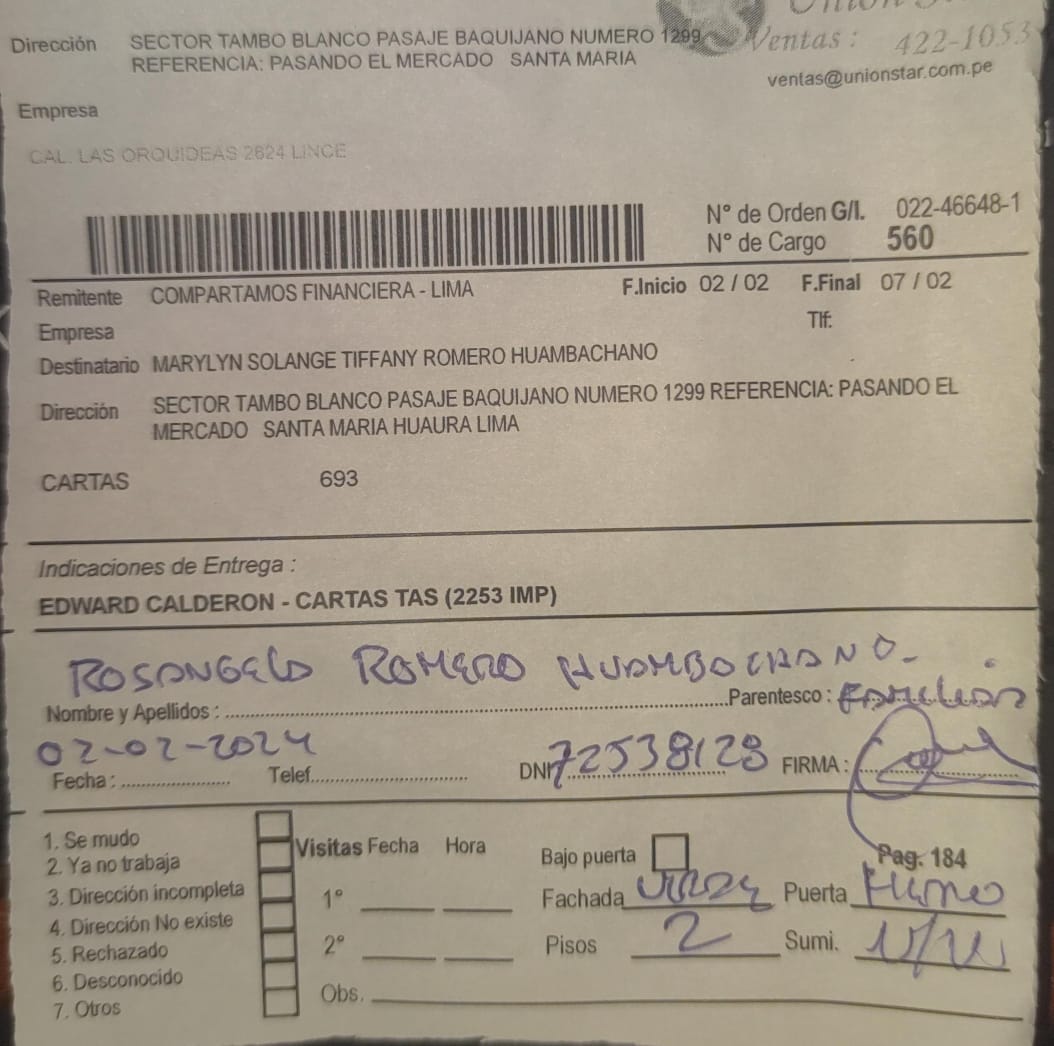 Union
Dirección SECTOR TAMBO BLANCO PASAJE BAQUIJANO NUMERO 1299 Ventas: 422-1053
REFERENCIA: PASANDO EL MERCADO SANTA MARIA
ventas@unionstar.com.pe
Empresa
CAL. LAS ORQUIDEAS 2624 LINCE
N° de Orden G/I. 022-46648-1
N° de Cargo 560
Remitente COMPARTAMOS FINANCIERA - LIMA F.Inicio 02 / 02 F.Final 07 / 02
Empresa Tlf:
Destinatario MARYLYN SOLANGE TIFFANY ROMERO HUAMBACHANO
Dirección SECTOR TAMBO BLANCO PASAJE BAQUIJANO NUMERO 1299 REFERENCIA: PASANDO EL
MERCADO SANTA MARIA HUAURA LIMA
CARTAS 693
Indicaciones de Entrega :
EDWARD CALDERON - CARTAS TAS (2253 IMP)
ROSANGELA ROMERO HUAMBACHANO.
Nombre y Apellidos : Parentesco : Familiar
02-02-2024
Fecha : Telef. DNI 72538128 FIRMA :
1. Se mudo
2. Ya no trabaja
3. Dirección incompleta
4. Dirección No existe
5. Rechazado
6. Desconocido
7. Otros
Visitas Fecha Hora
1°
2°
Obs.
Bajo puerta Pag. 184
Fachada Puerta
Pisos 2 Sumi.